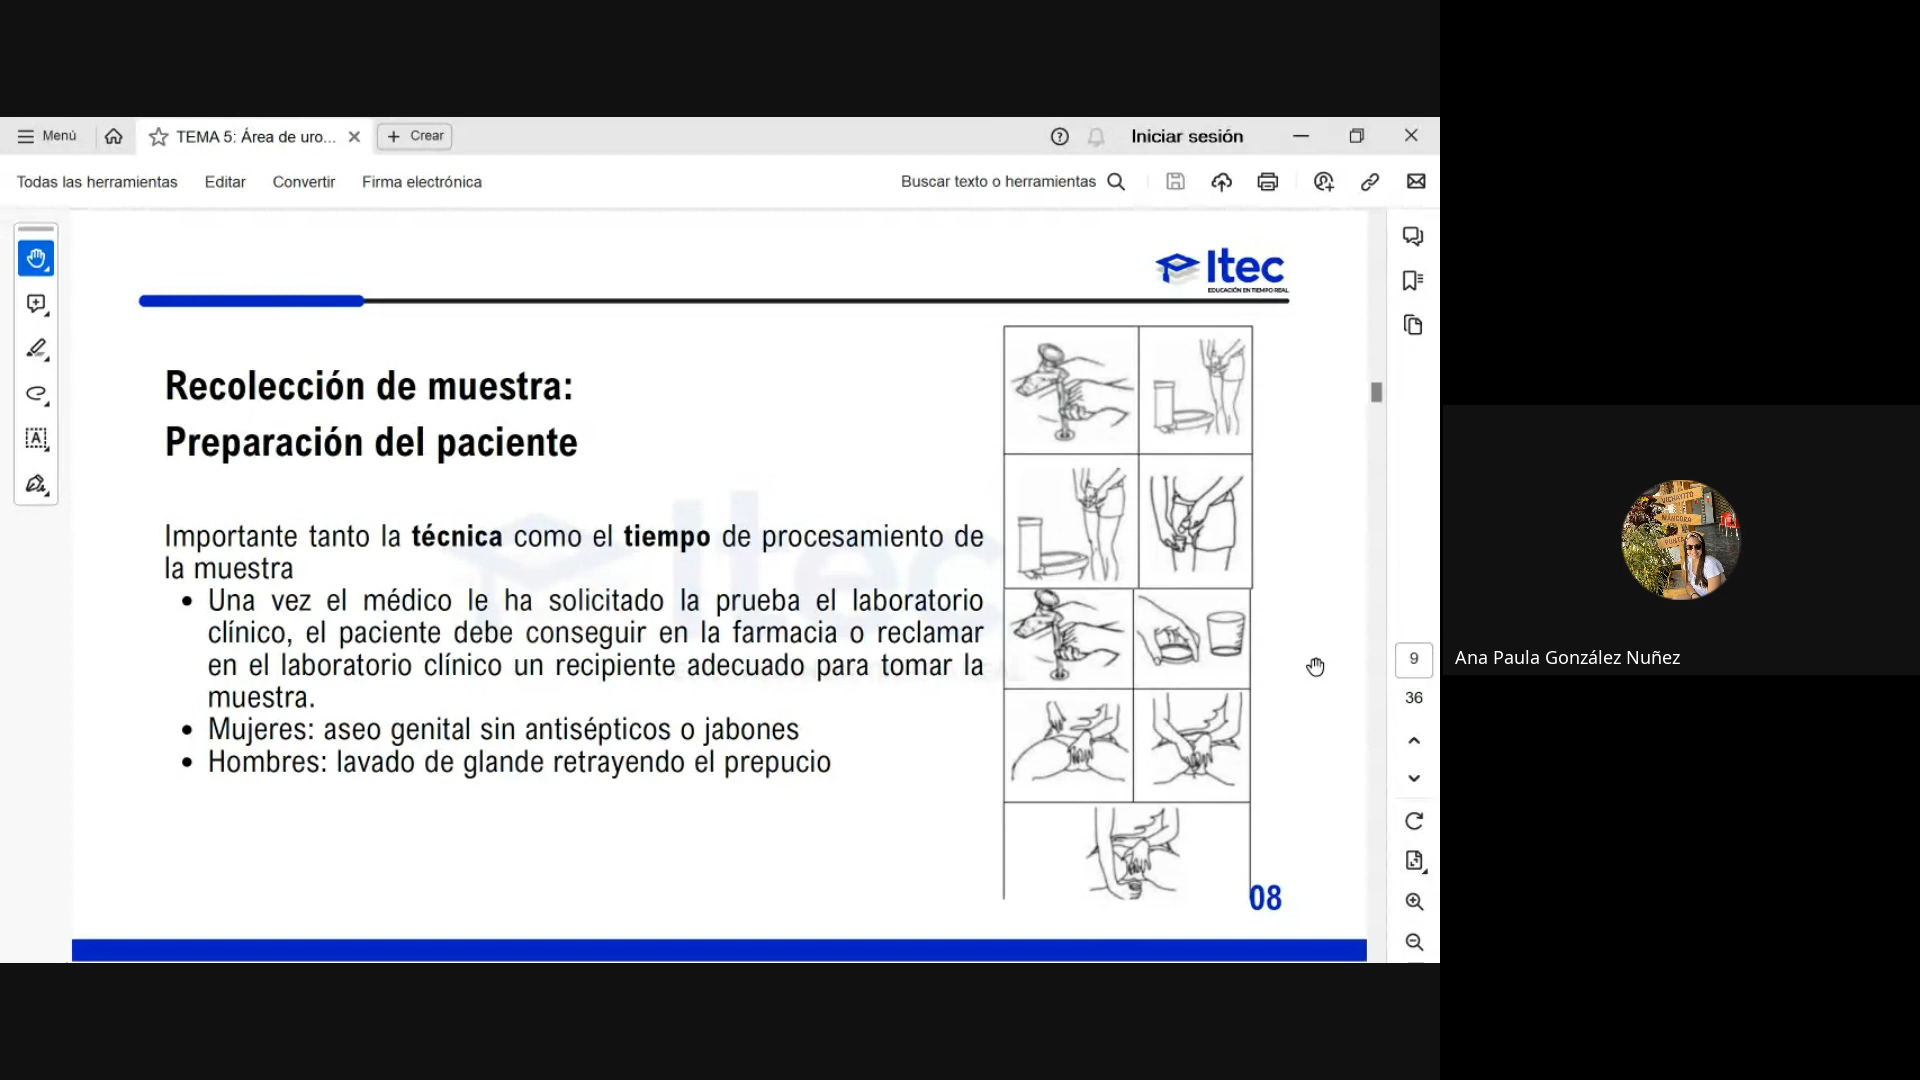 Menú
TEMA 5: Área de uro...
Crear
Iniciar sesión
Todas las herramientas
Editar
Convertir
Firma electrónica
Buscar texto o herramientas
Itec
EDUCACIÓN EN TIEMPO REAL
Recolección de muestra:
Preparación del paciente
Importante tanto la técnica como el tiempo de procesamiento de
la muestra
• Una vez el médico le ha solicitado la prueba el laboratorio
clínico, el paciente debe conseguir en la farmacia o reclamar
en el laboratorio clínico un recipiente adecuado para tomar la
muestra.
• Mujeres: aseo genital sin antisépticos o jabones
• Hombres: lavado de glande retrayendo el prepucio
08
9
36
Ana Paula González Nuñez